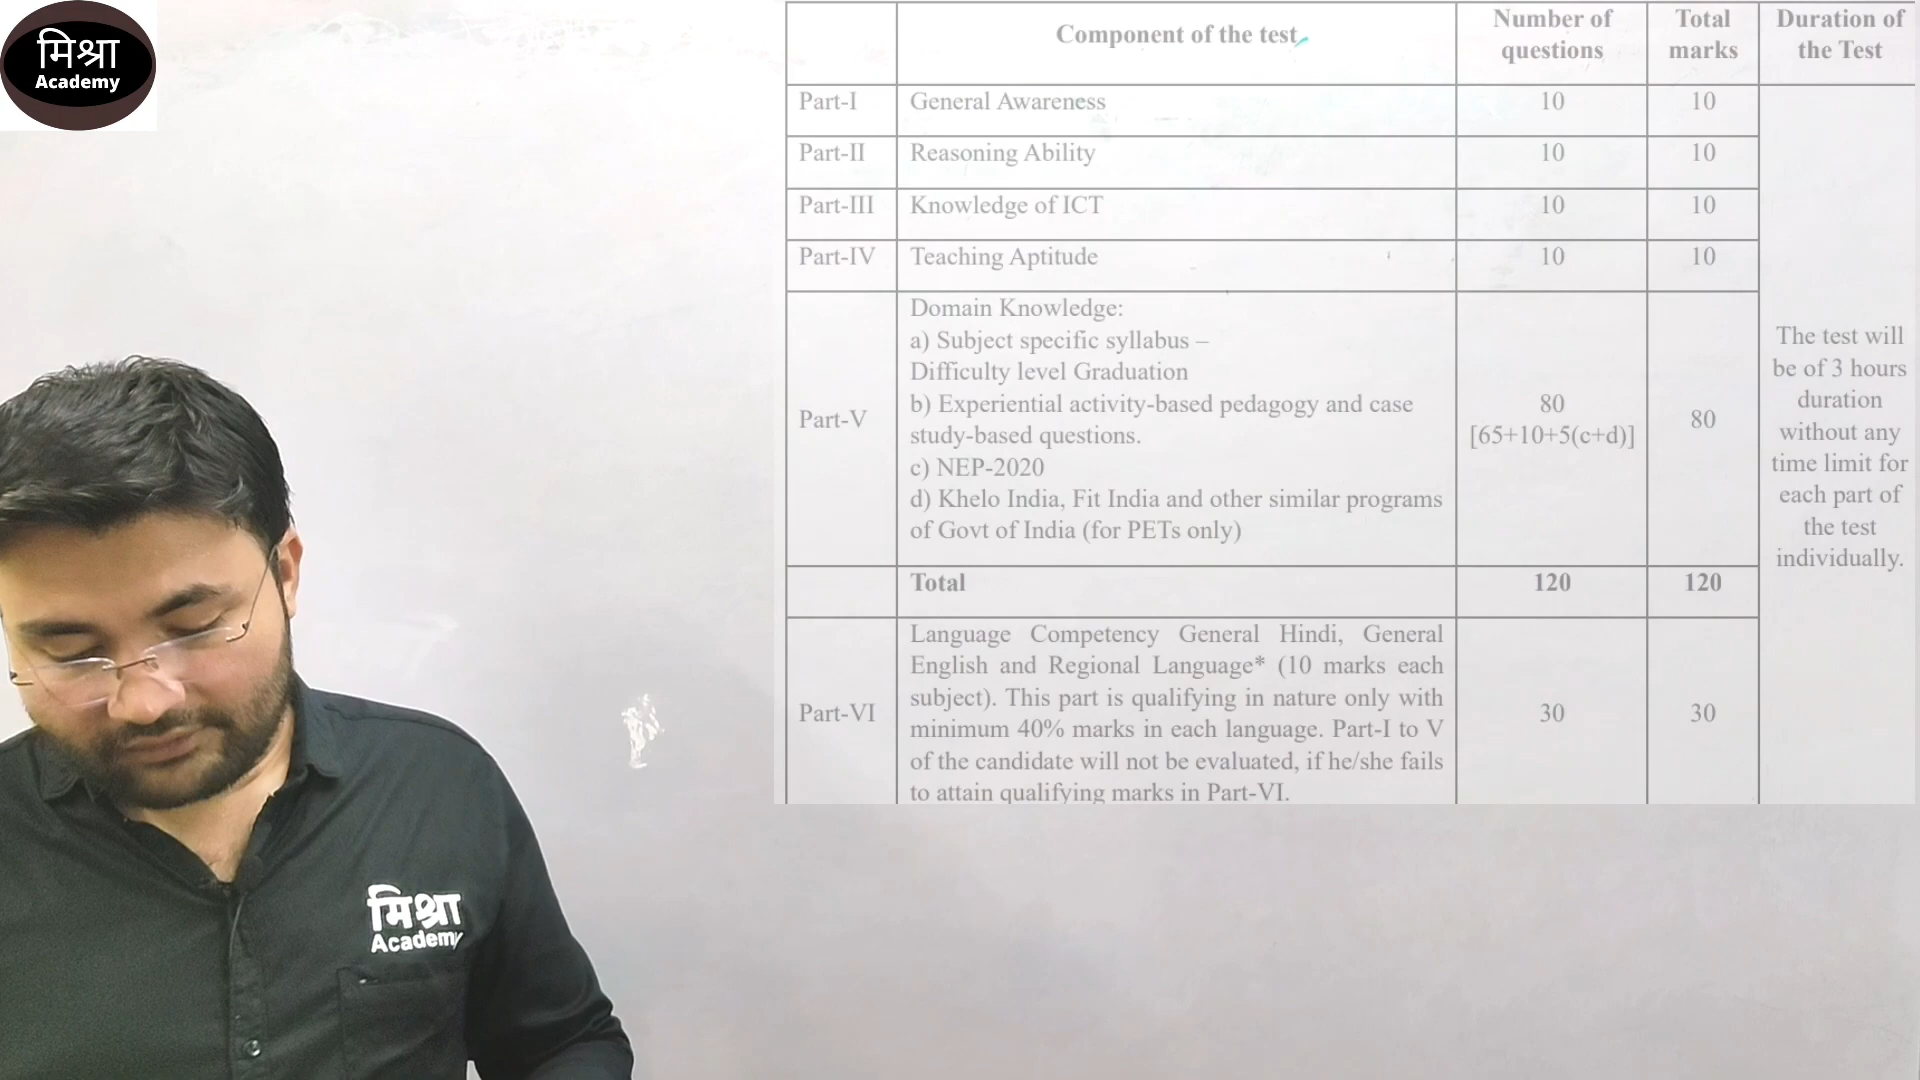 मिश्रा
Academy
Component of the test
Number of
questions
Total
marks
Duration of
the Test
Part-I
General Awareness
10
10
Part-II
Reasoning Ability
10
10
Part-III
Knowledge of ICT
10
10
Part-IV
Teaching Aptitude
10
10
Part-V
Domain Knowledge:
a) Subject specific syllabus –
Difficulty level Graduation
b) Experiential activity-based pedagogy and case
study-based questions.
c) NEP-2020
d) Khelo India, Fit India and other similar programs
of Govt of India (for PETs only)
80
[65+10+5(c+d)]
80
The test will
be of 3 hours
duration
without any
time limit for
each part of
the test
individually.
Total
120
120
Part-VI
Language Competency General Hindi, General
English and Regional Language* (10 marks each
subject). This part is qualifying in nature only with
minimum 40% marks in each language. Part-I to V
of the candidate will not be evaluated, if he/she fails
to attain qualifying marks in Part-VI.
30
30
मिश्रा
Academy